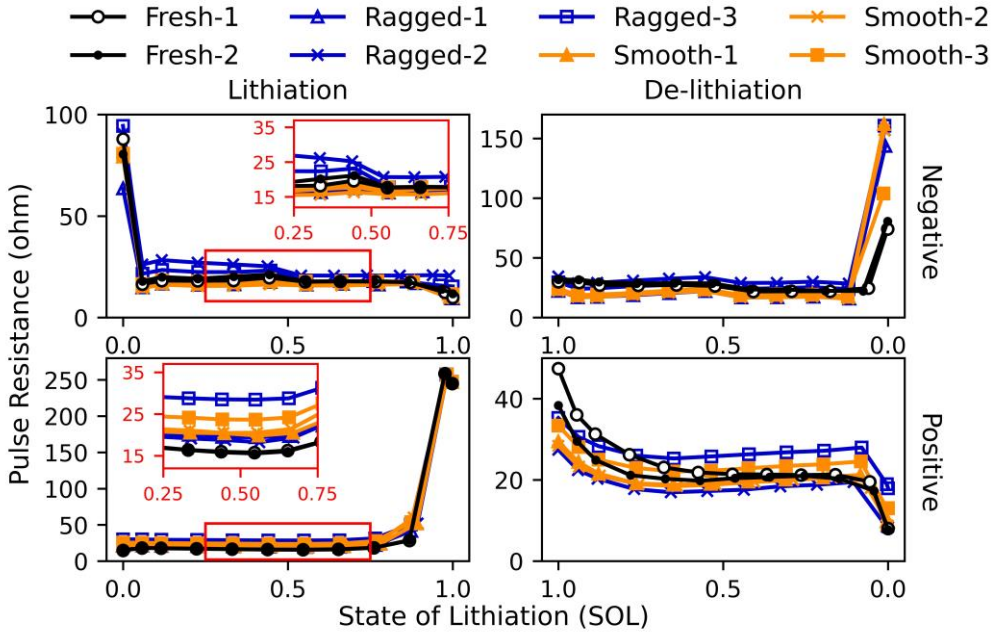 Fresh-1 Ragged-1 Ragged-3 Smooth-2
Fresh-2 Ragged-2 Smooth-1 Smooth-3
Lithiation De-lithiation
Pulse Resistance (ohm)
100
50
0
0.0 0.5 1.0
35
25
15
0.25 0.50 0.75
150
100
50
0
1.0 0.5 0.0
Negative
250
200
150
100
50
0
0.0 0.5 1.0
35
25
15
0.25 0.50 0.75
40
20
0
1.0 0.5 0.0
Positive
State of Lithiation (SOL)